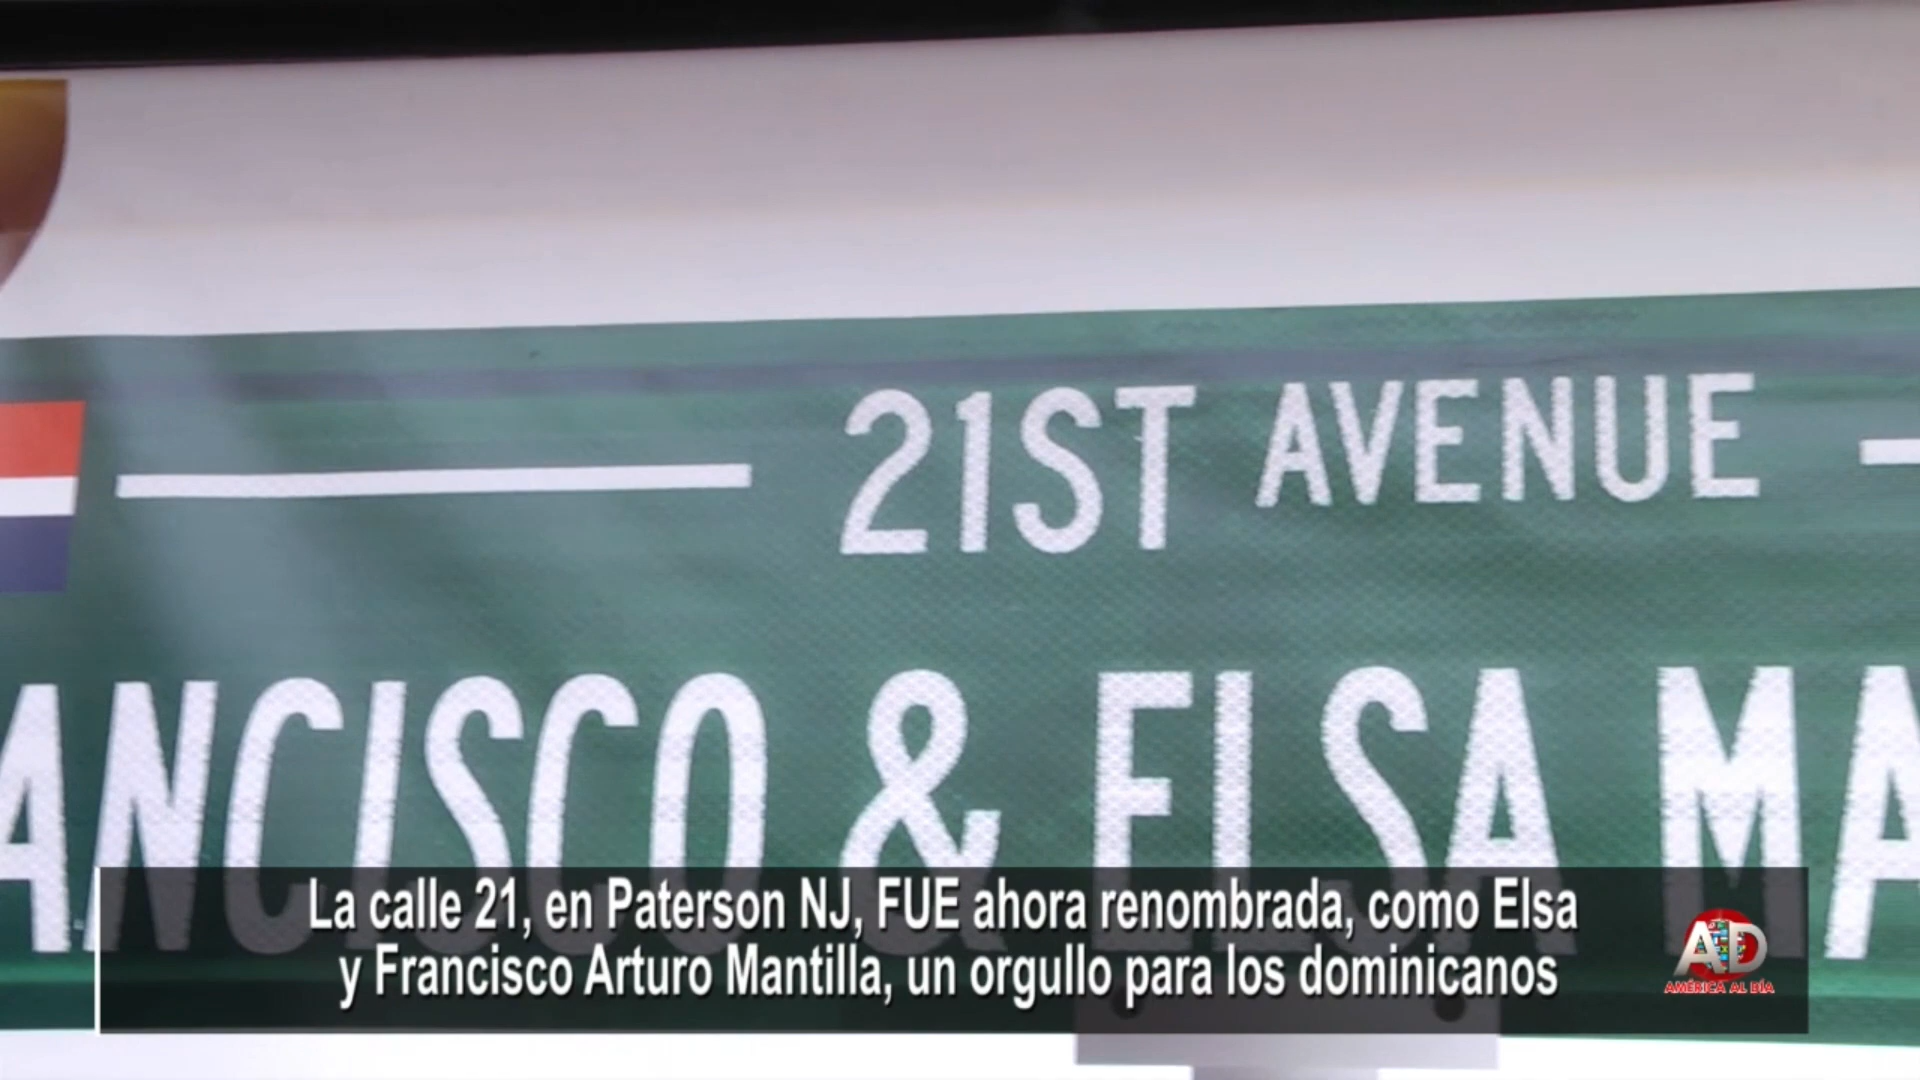 21ST AVENUE
ANCISCO & ELSA MA
La calle 21, en Paterson NJ, FUE ahora renombrada, como Elsa
y Francisco Arturo Mantilla, un orgullo para los dominicanos
AD
AMÉRICA AL DÍA